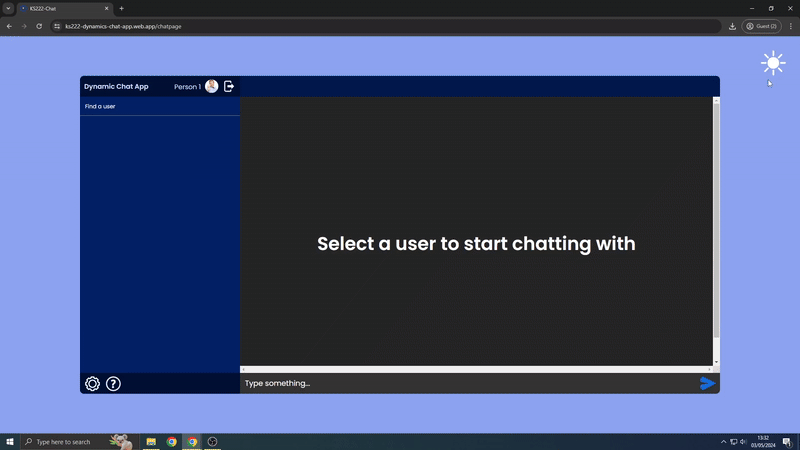 KS222-Chat
ks222-dynamics-chat-app.web.app/chatpage
Guest (2)
Dynamic Chat App
Person 1
Find a user
Select a user to start chatting with
Type something...
Type here to search
13:32
03/05/2024